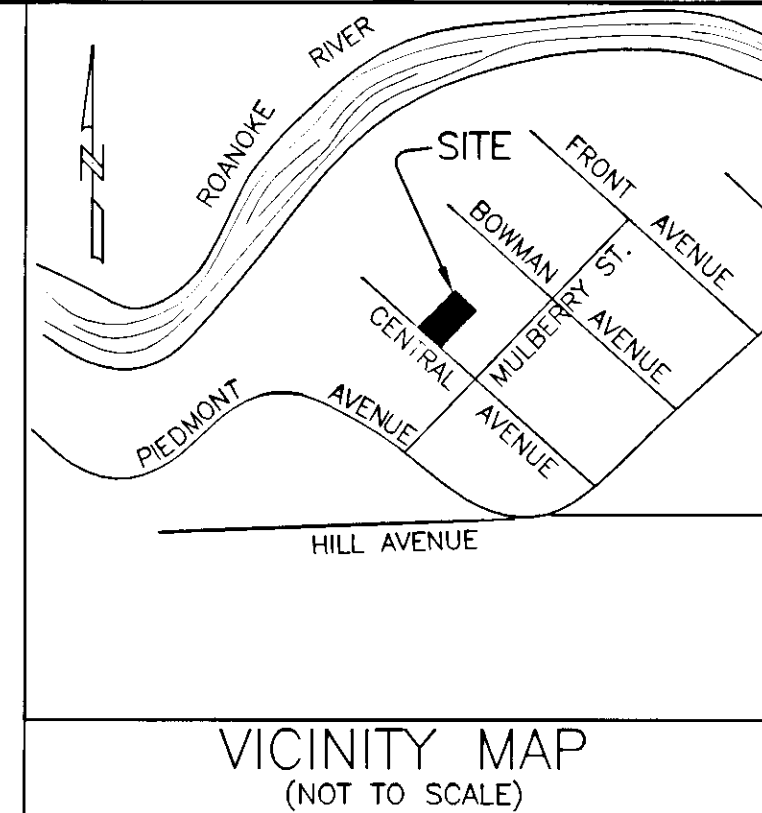 ROANOKE RIVER
N
SITE
FRONT AVENUE
BOWMAN AVENUE
MULBERRY ST.
CENTRAL AVENUE
PIEDMONT AVENUE
HILL AVENUE
VICINITY MAP
(NOT TO SCALE)